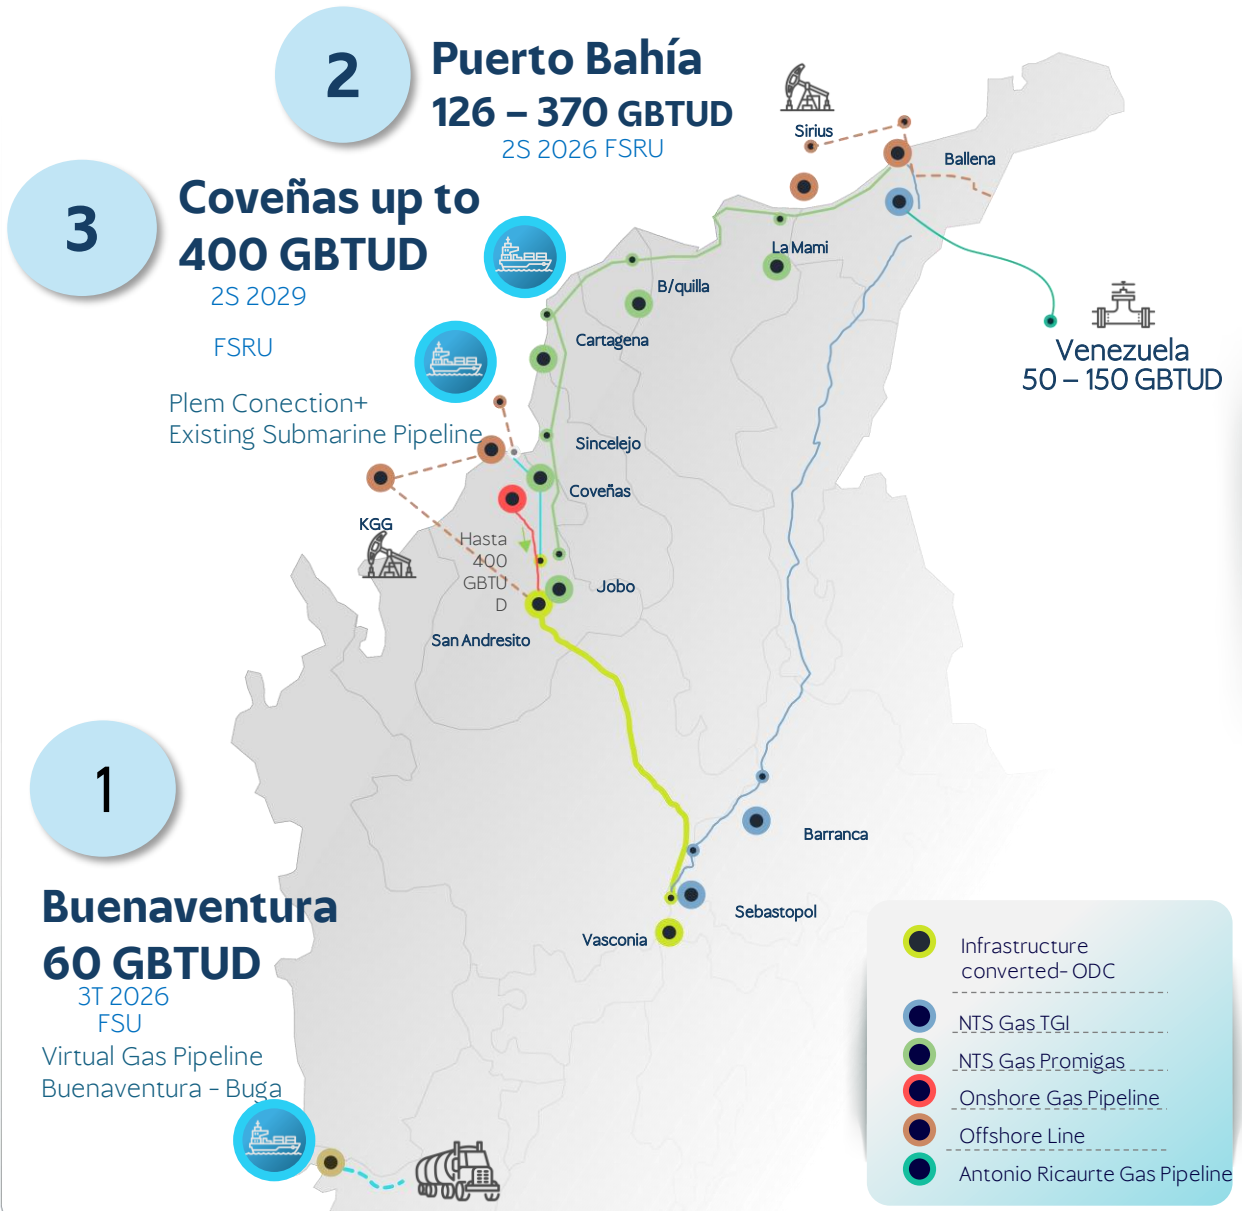 2
Puerto Bahía
126 – 370 GBTUD
2S 2026 FSRU
3
Coveñas up to
400 GBTUD
2S 2029
FSRU
Plem Conection+
Existing Submarine Pipeline
Sirius
Ballena
La Mami
B/quilla
Cartagena
Venezuela
50 – 150 GBTUD
Sincelejo
Coveñas
KGG
Hasta
400
GBTU
D
Jobo
San Andresito
1
Buenaventura
60 GBTUD
3T 2026
FSU
Virtual Gas Pipeline
Buenaventura - Buga
Barranca
Sebastopol
Vasconia
Infrastructure
converted- ODC
NTS Gas TGI
NTS Gas Promigas
Onshore Gas Pipeline
Offshore Line
Antonio Ricaurte Gas Pipeline